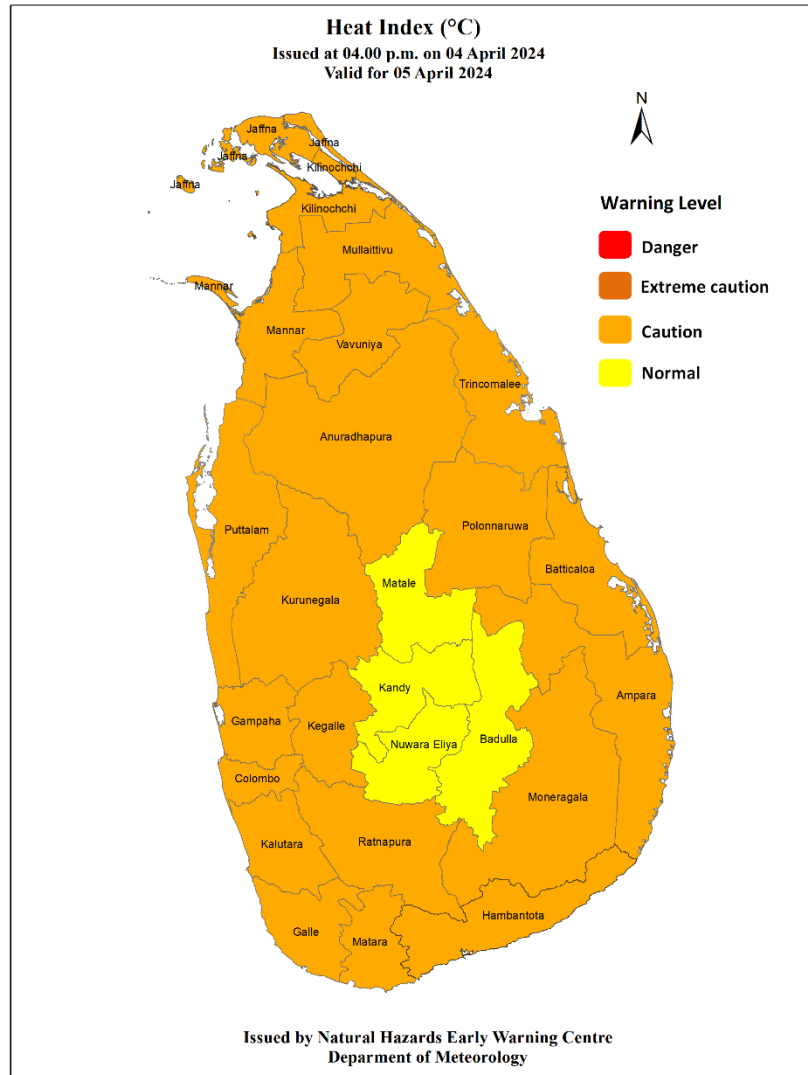 Heat Index (°C)
Issued at 04.00 p.m. on 04 April 2024
Valid for 05 April 2024
N
Jaffna
Jaffna
Jaffna
Kilinochchi
Jaffna
Kilinochchi
Warning Level
Danger
Mullaittivu
Extreme caution
Mannar
Caution
Mannar
Vavuniya
Normal
Trincomalee
Anuradhapura
Polonnaruwa
Puttalam
Batticaloa
Matale
Kurunegala
Kandy
Ampara
Gampaha
Kegalle
Nuwara Eliya
Badulla
Colombo
Moneragala
Kalutara
Ratnapura
Hambantota
Galle
Matara
Issued by Natural Hazards Early Warning Centre
Deparment of Meteorology